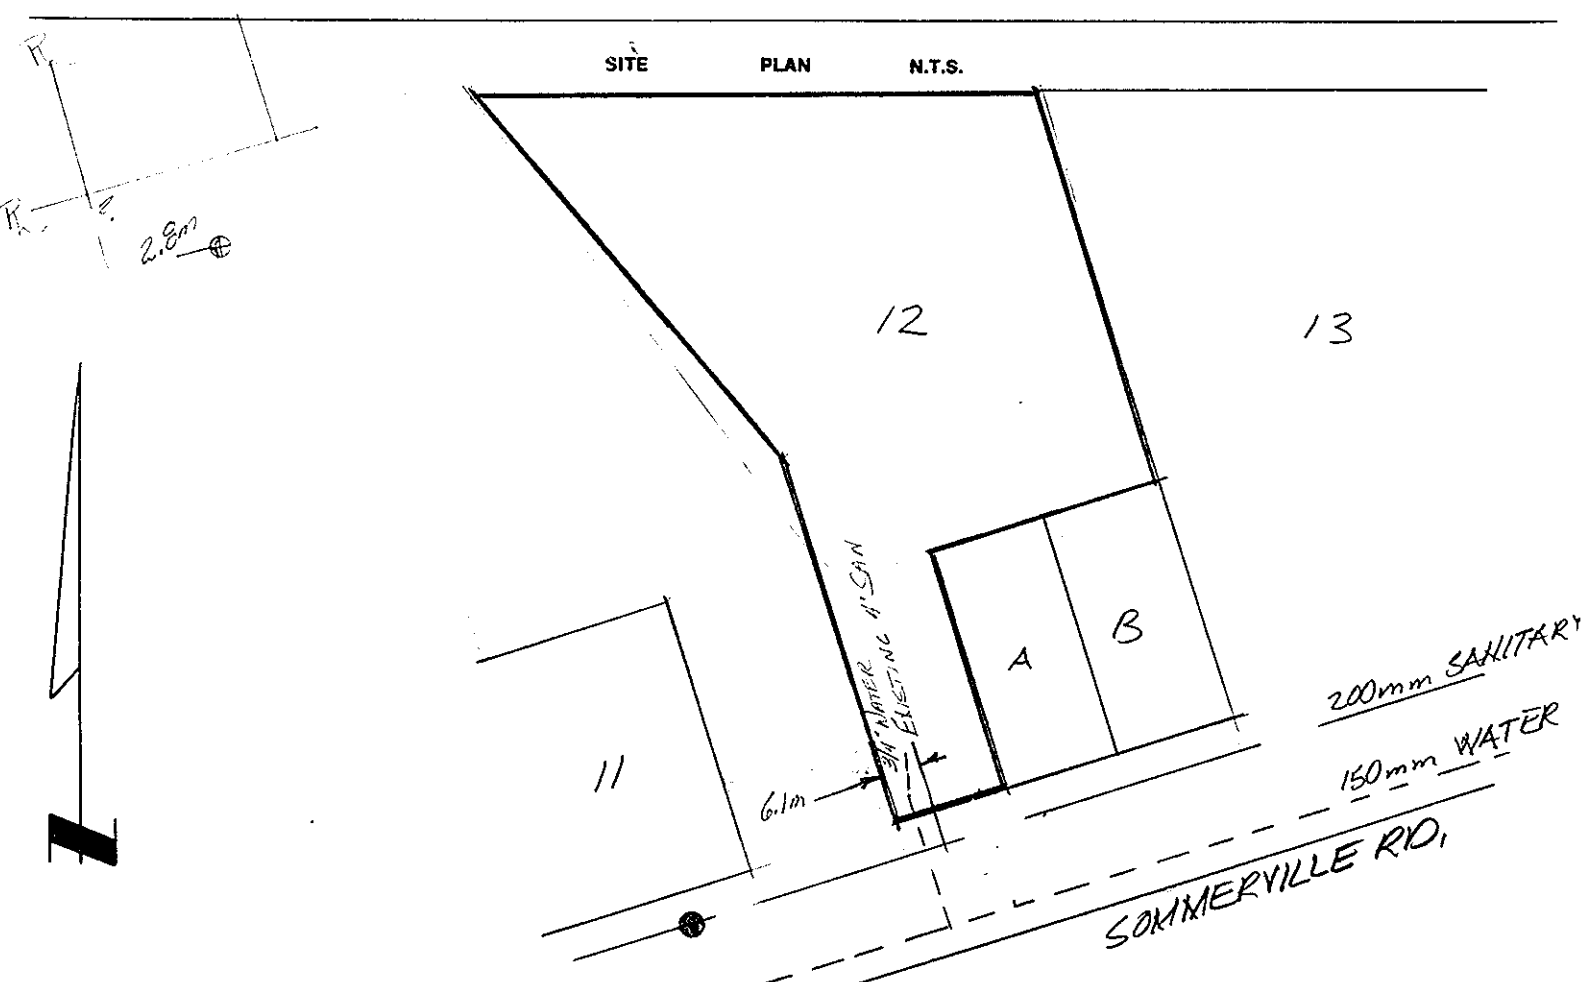 SITE PLAN N.T.S.
2.8m
12
13
3/4" WATER
EXISTING 4" SAN
A
B
11
6.1m
200mm SANITARY
150mm WATER
SOMMERVILLE RD.